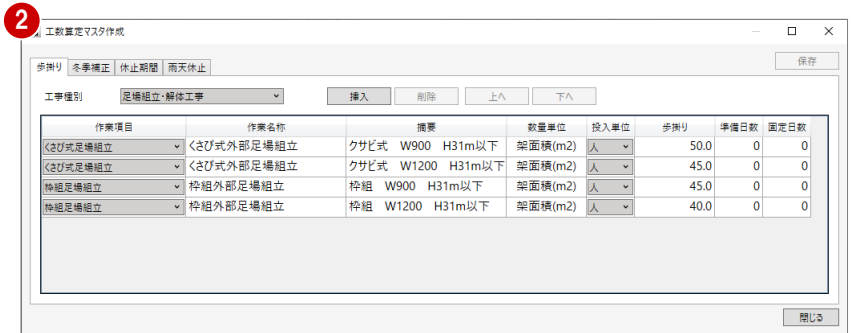 2
工数算定マスタ作成
保存
歩掛り 冬季補正 休止期間 雨天休止
工事種別 足場組立・解体工事 挿入 削除 上へ 下へ
作業項目 作業名称 摘要 数量単位 投入単位 歩掛り 準備日数 固定日数
くさび式足場組立 くさび式外部足場組立 クサビ式 W900 H31m以下 架面積(m2) 人 50.0 0 0
くさび式足場組立 くさび式外部足場組立 クサビ式 W1200 H31m以下 架面積(m2) 人 45.0 0 0
枠組足場組立 枠組外部足場組立 枠組 W900 H31m以下 架面積(m2) 人 45.0 0 0
枠組足場組立 枠組外部足場組立 枠組 W1200 H31m以下 架面積(m2) 人 40.0 0 0
閉じる